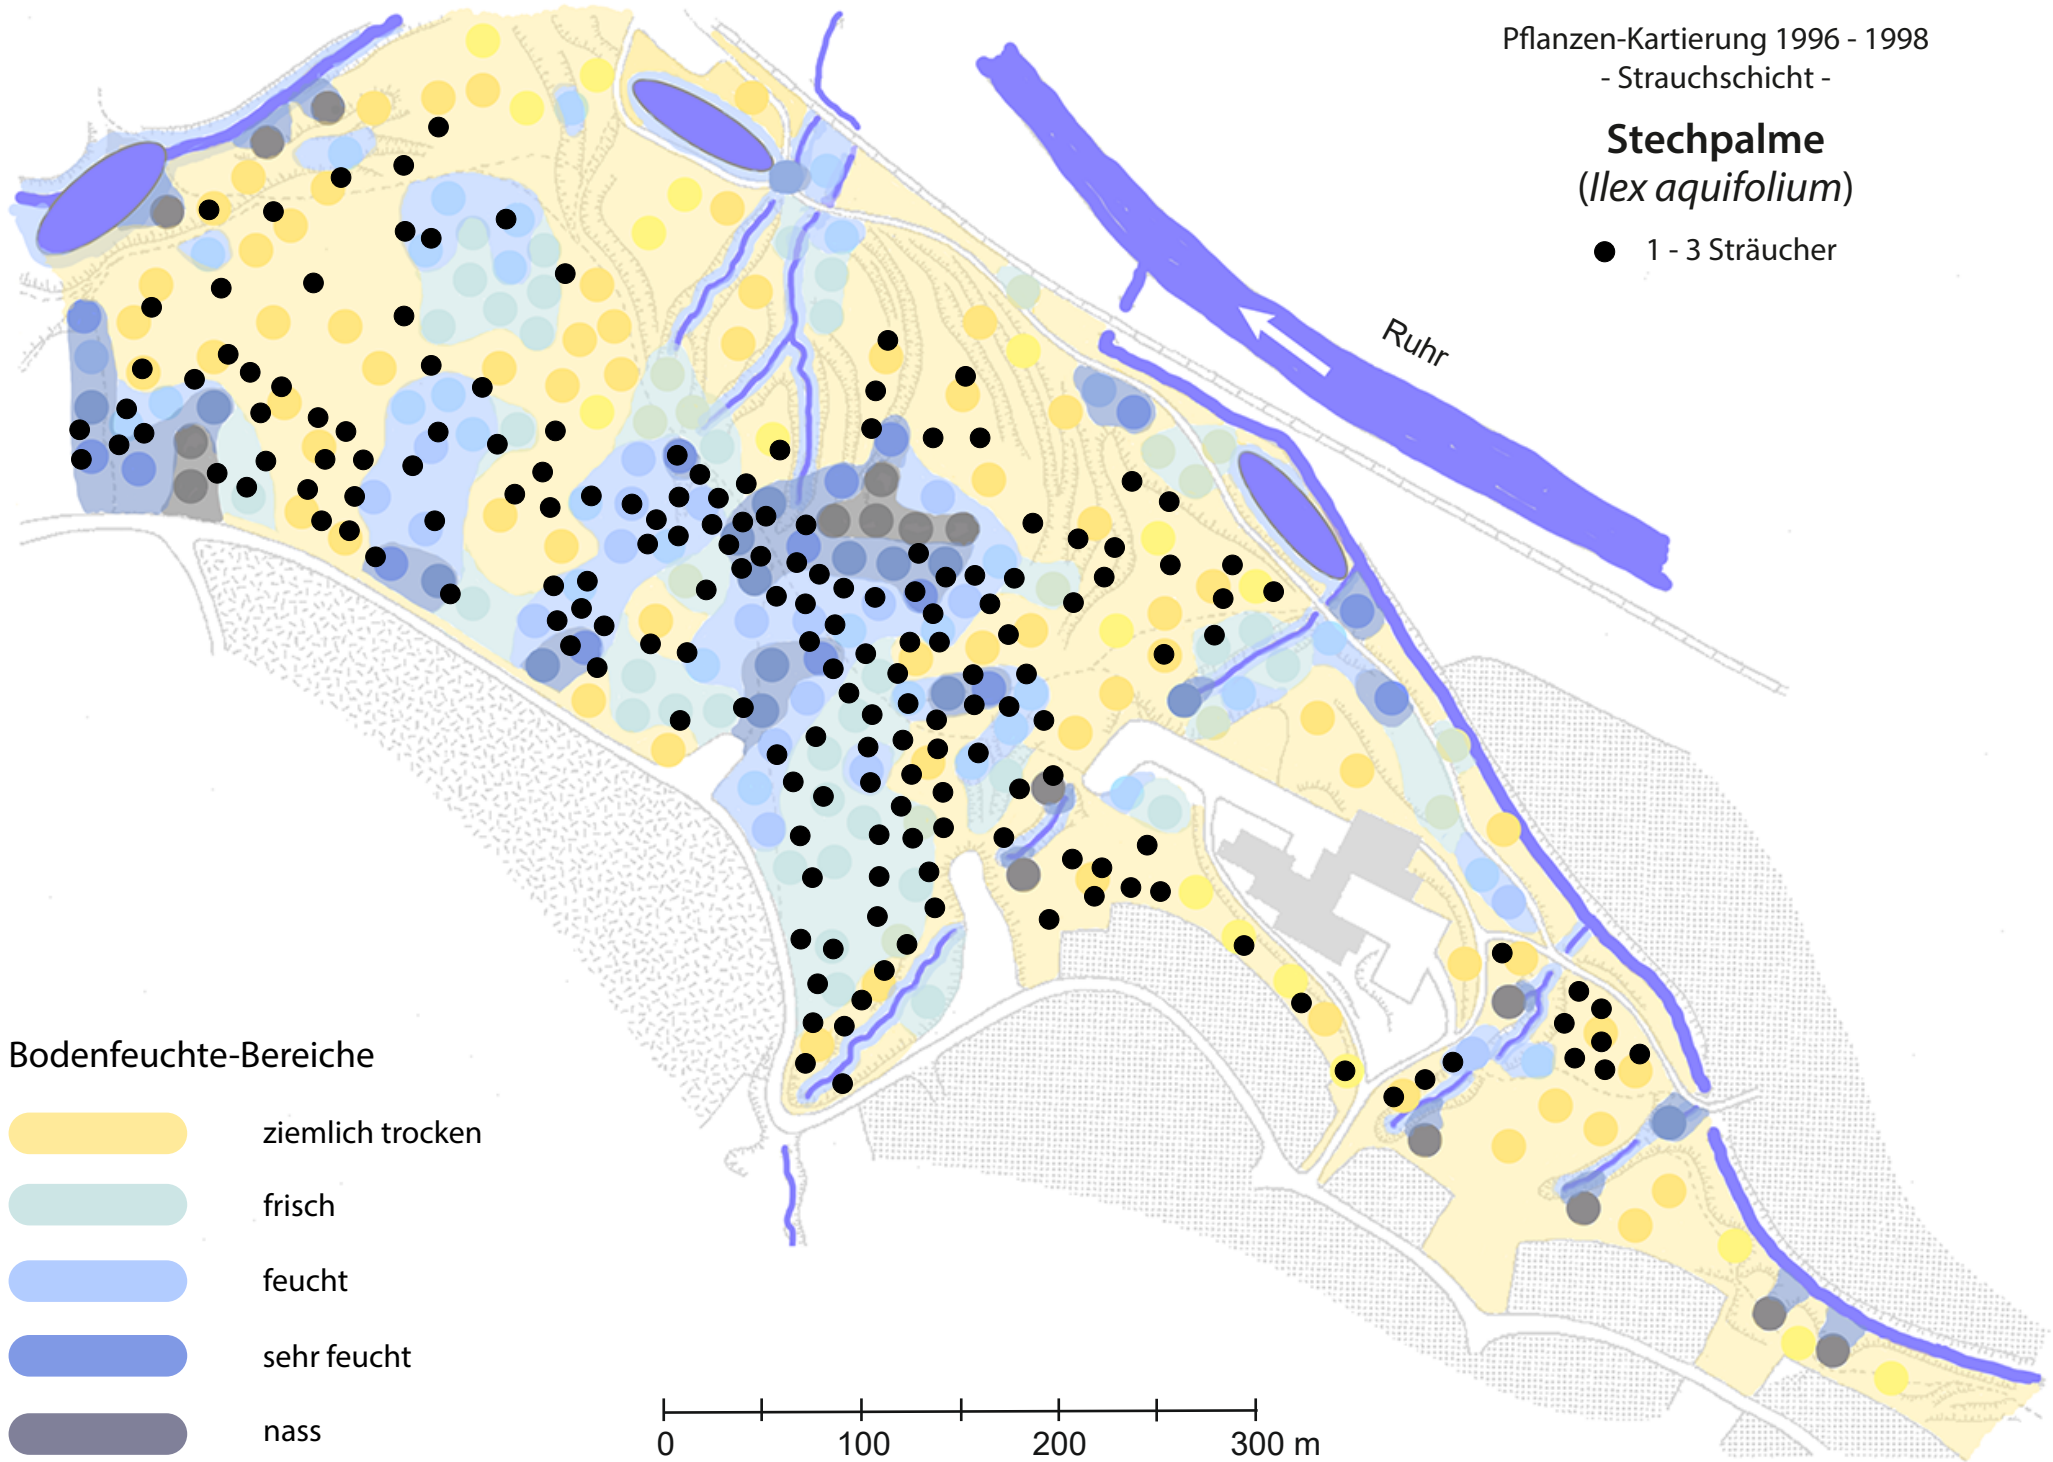 Pflanzen-Kartierung 1996 - 1998
- Strauchschicht -
Stechpalme
(Ilex aquifolium)
1 - 3 Sträucher
Ruhr
Bodenfeuchte-Bereiche
ziemlich trocken
frisch
feucht
sehr feucht
nass
0 100 200 300 m